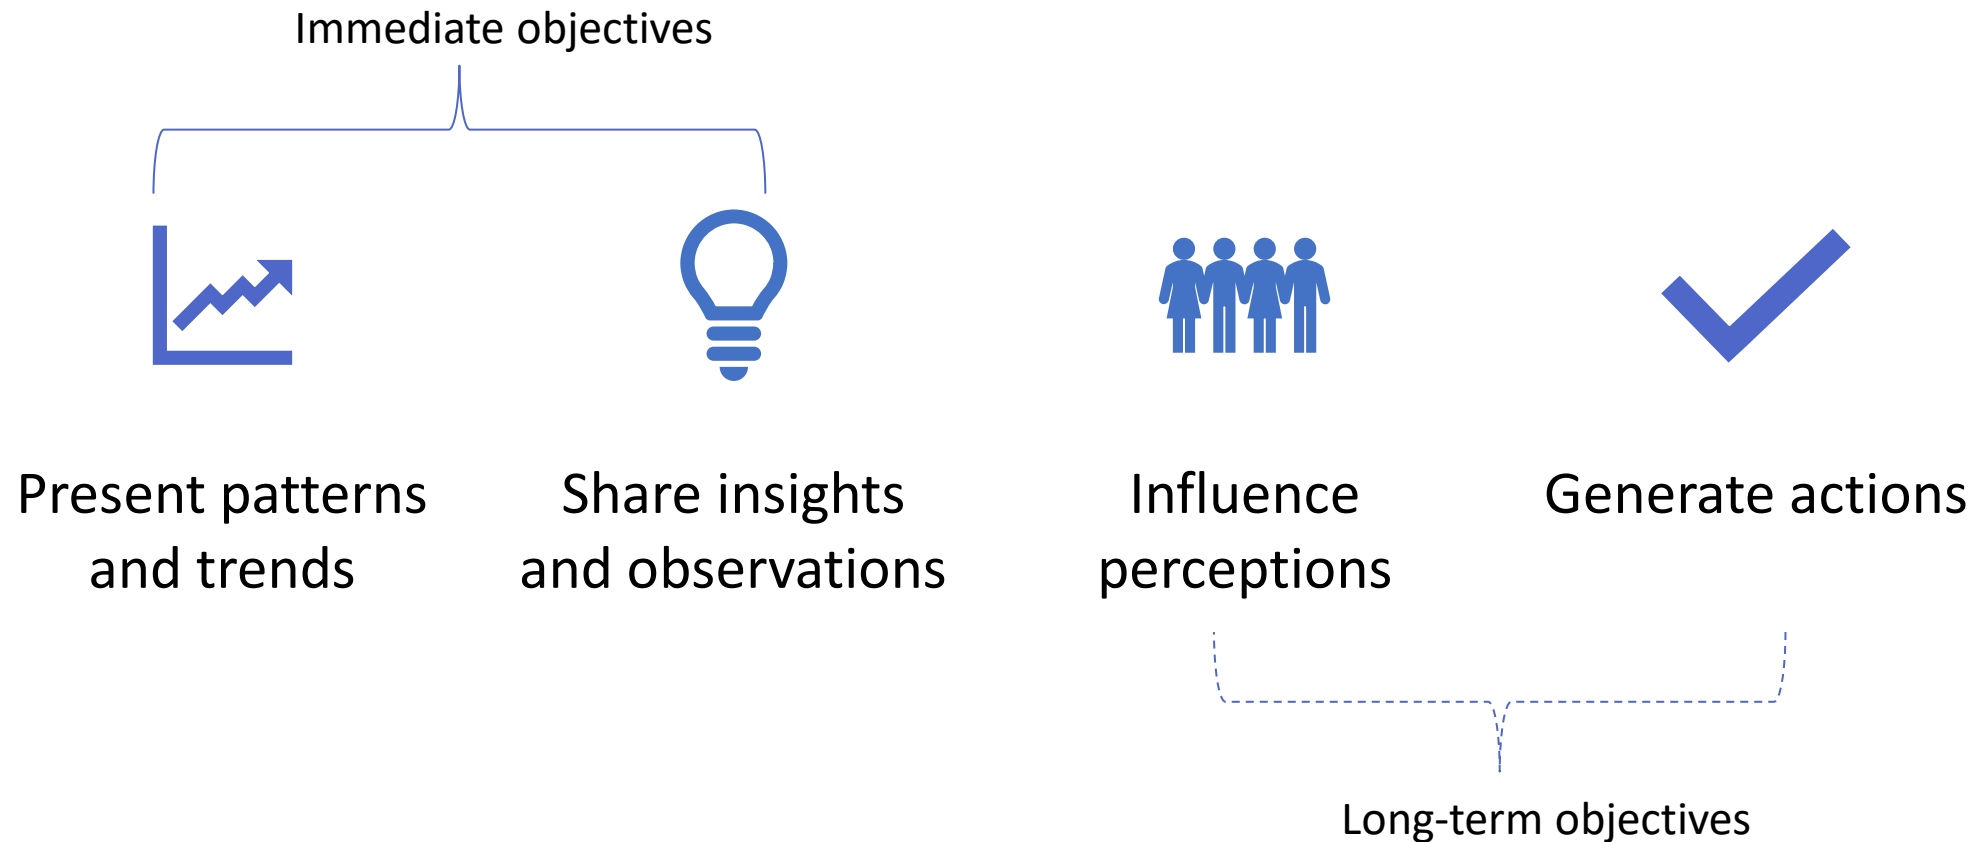 Immediate objectives
Present patterns
and trends
Share insights
and observations
Influence
perceptions
Generate actions
Long-term objectives